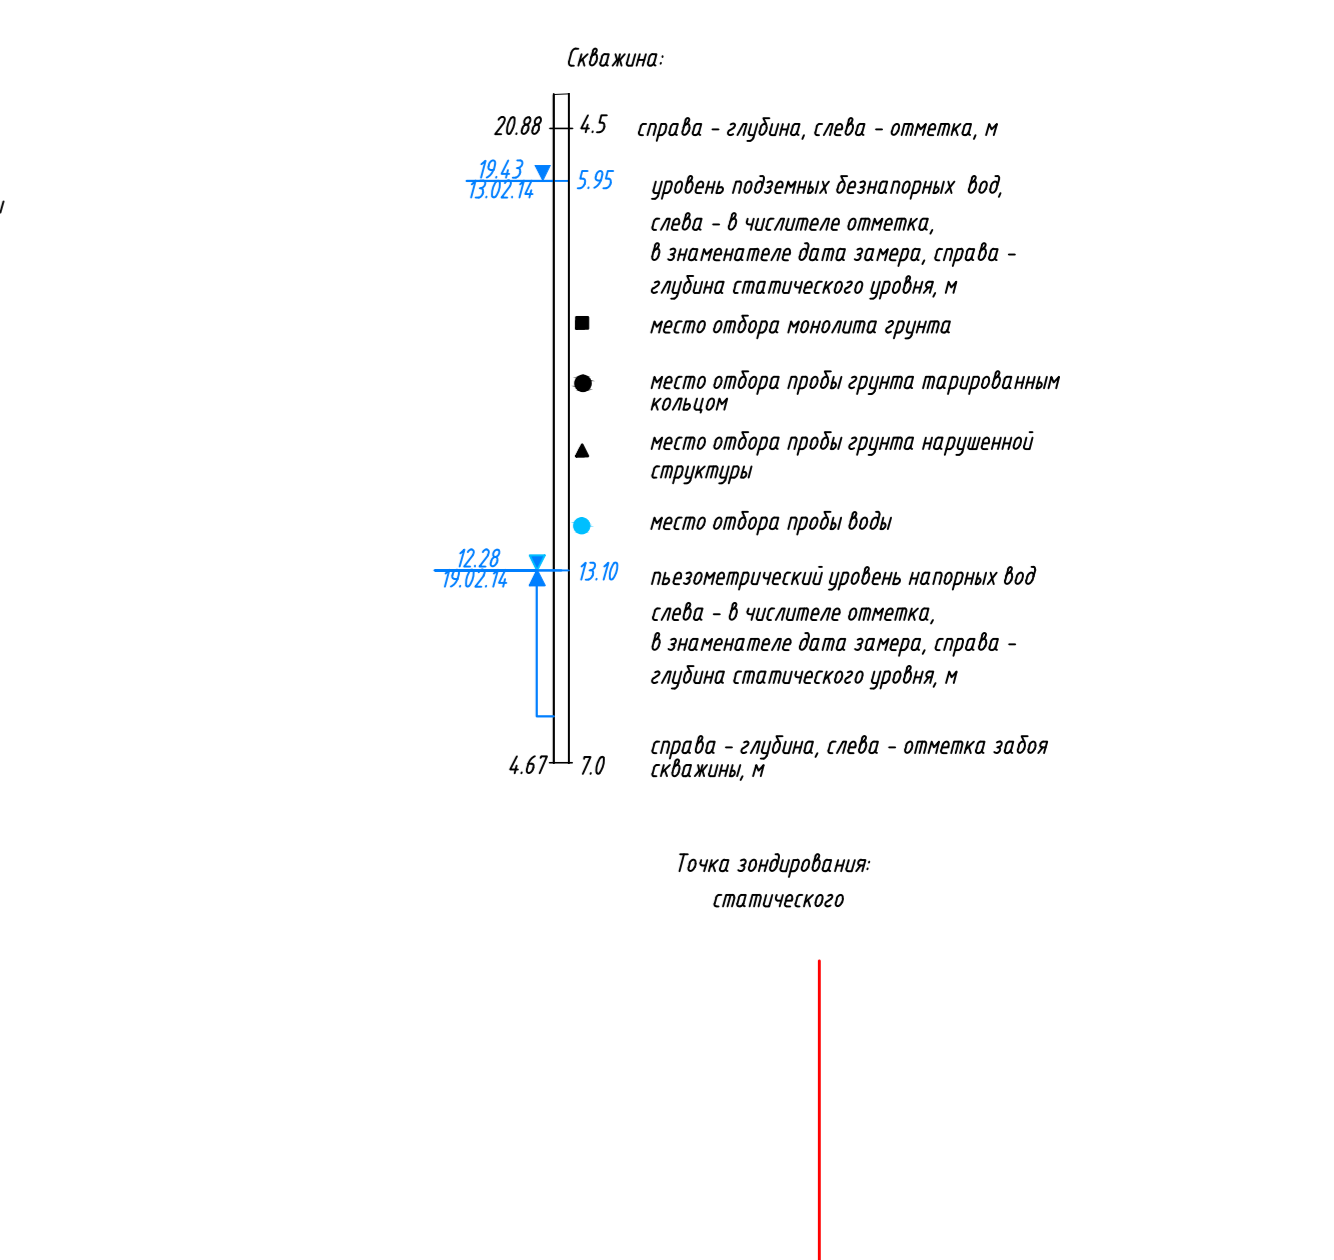 Скважина:
20.88 4.5 справа - глубина, слева - отметка, м
19.43
13.02.14 5.95 уровень подземных безнапорных вод,
слева - в числителе отметка,
в знаменателе дата замера, справа -
глубина статического уровня, м
место отбора монолита грунта
место отбора пробы грунта тарированным
кольцом
место отбора пробы грунта нарушенной
структуры
место отбора пробы воды
12.28
19.02.14 13.10 пьезометрический уровень напорных вод
слева - в числителе отметка,
в знаменателе дата замера, справа -
глубина статического уровня, м
справа - глубина, слева - отметка забоя
4.67 7.0 скважины, м
Точка зондирования:
статического